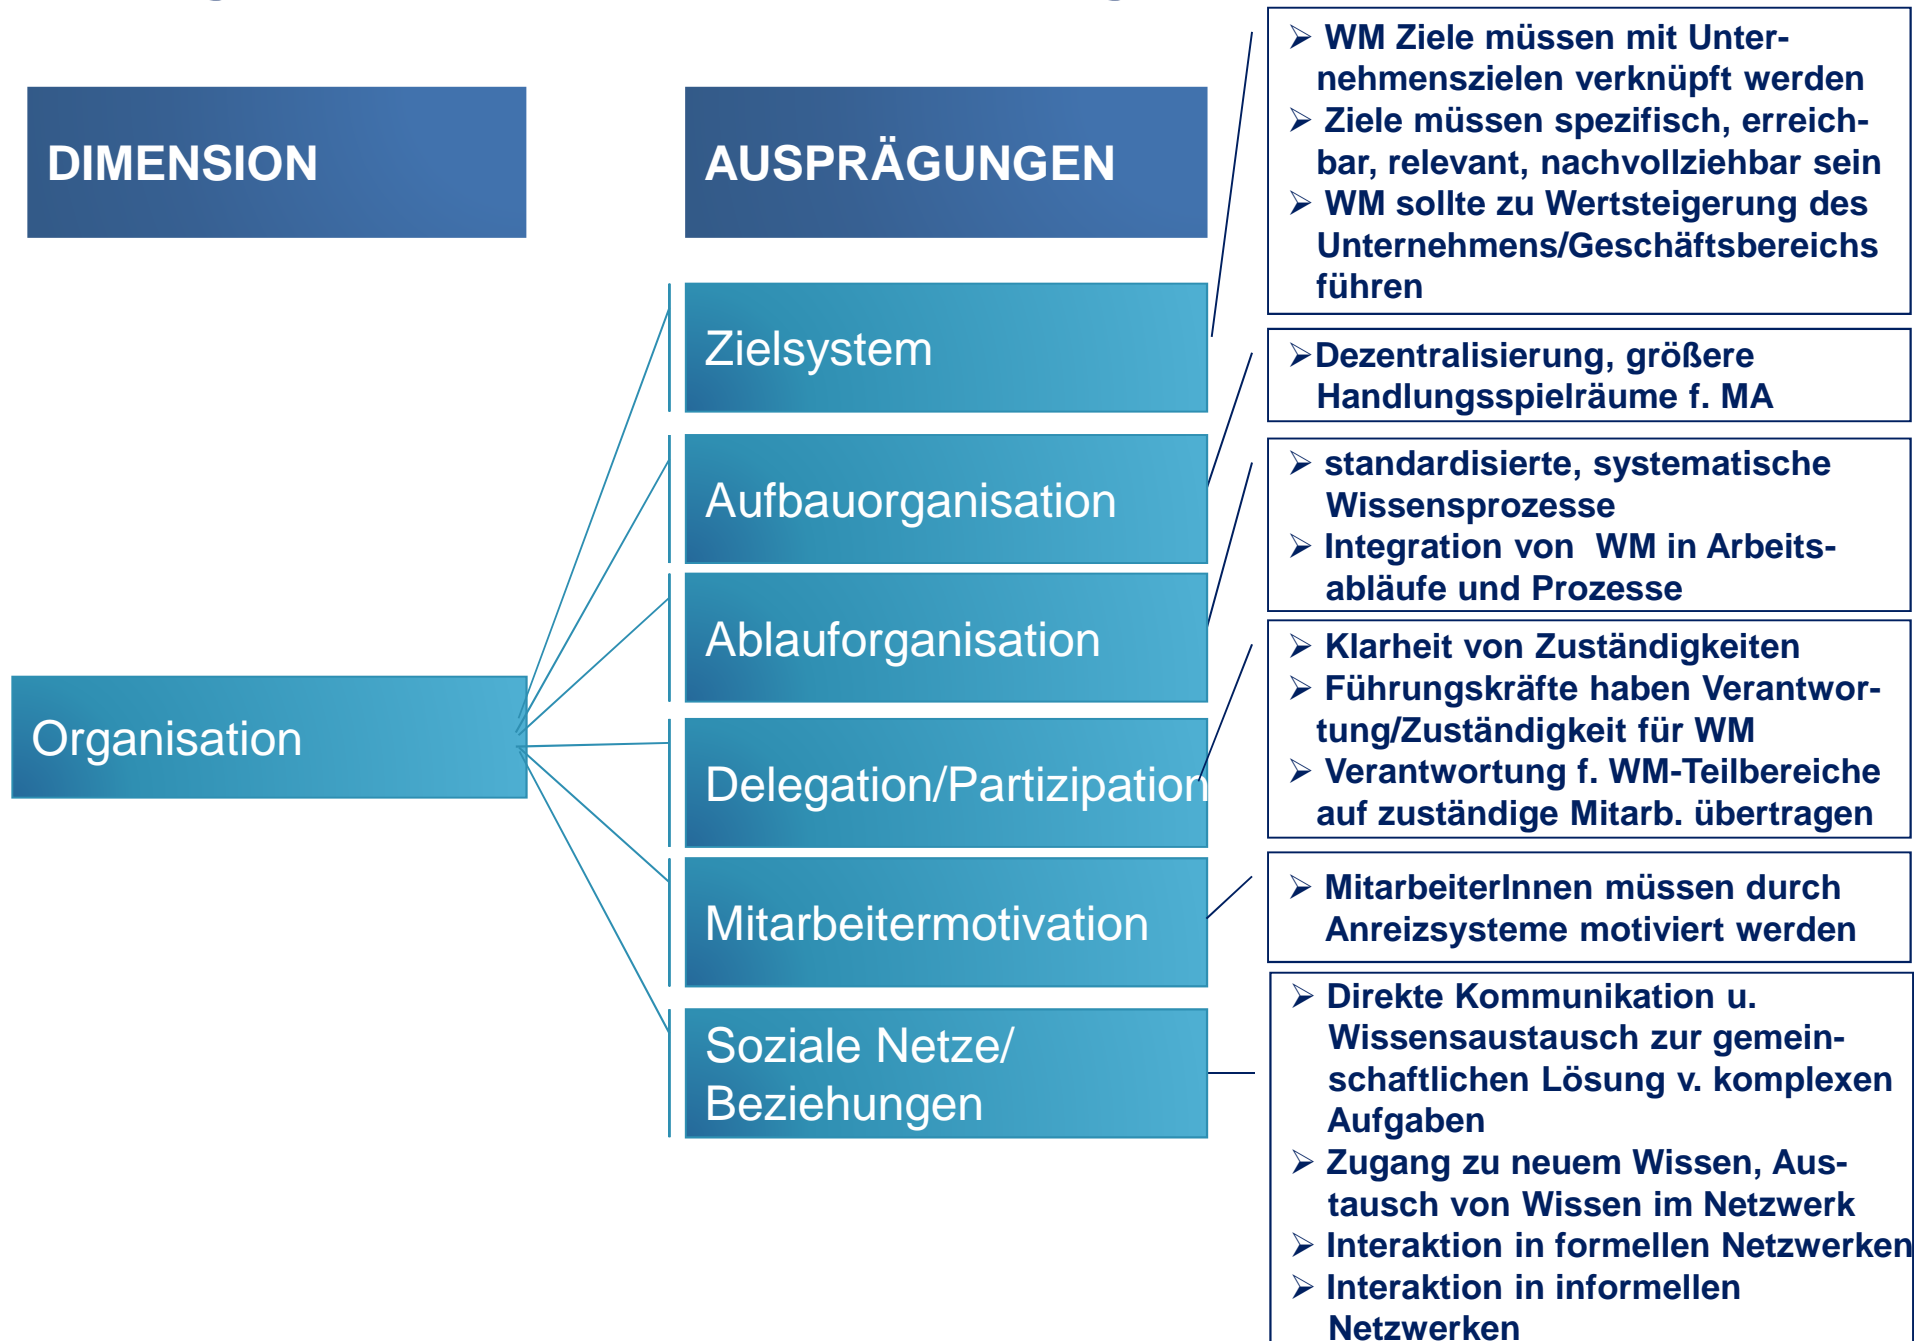 DIMENSION
AUSPRÄGUNGEN
➢ WM Ziele müssen mit Unter-
nehmenszielen verknüpft werden
➢ Ziele müssen spezifisch, erreich-
bar, relevant, nachvollziehbar sein
➢ WM sollte zu Wertsteigerung des
Unternehmens/Geschäftsbereichs
führen
Zielsystem
➢Dezentralisierung, größere
Handlungsspielräume f. MA
Aufbauorganisation
➢ standardisierte, systematische
Wissensprozesse
➢ Integration von WM in Arbeits-
abläufe und Prozesse
Ablauforganisation
Organisation
➢ Klarheit von Zuständigkeiten
➢ Führungskräfte haben Verantwor-
tung/Zuständigkeit für WM
➢ Verantwortung f. WM-Teilbereiche
auf zuständige Mitarb. übertragen
Delegation/Partizipation
➢ MitarbeiterInnen müssen durch
Anreizsysteme motiviert werden
Mitarbeitermotivation
➢ Direkte Kommunikation u.
Wissensaustausch zur gemein-
schaftlichen Lösung v. komplexen
Aufgaben
➢ Zugang zu neuem Wissen, Aus-
tausch von Wissen im Netzwerk
➢ Interaktion in formellen Netzwerken
➢ Interaktion in informellen
Netzwerken
Soziale Netze/
Beziehungen